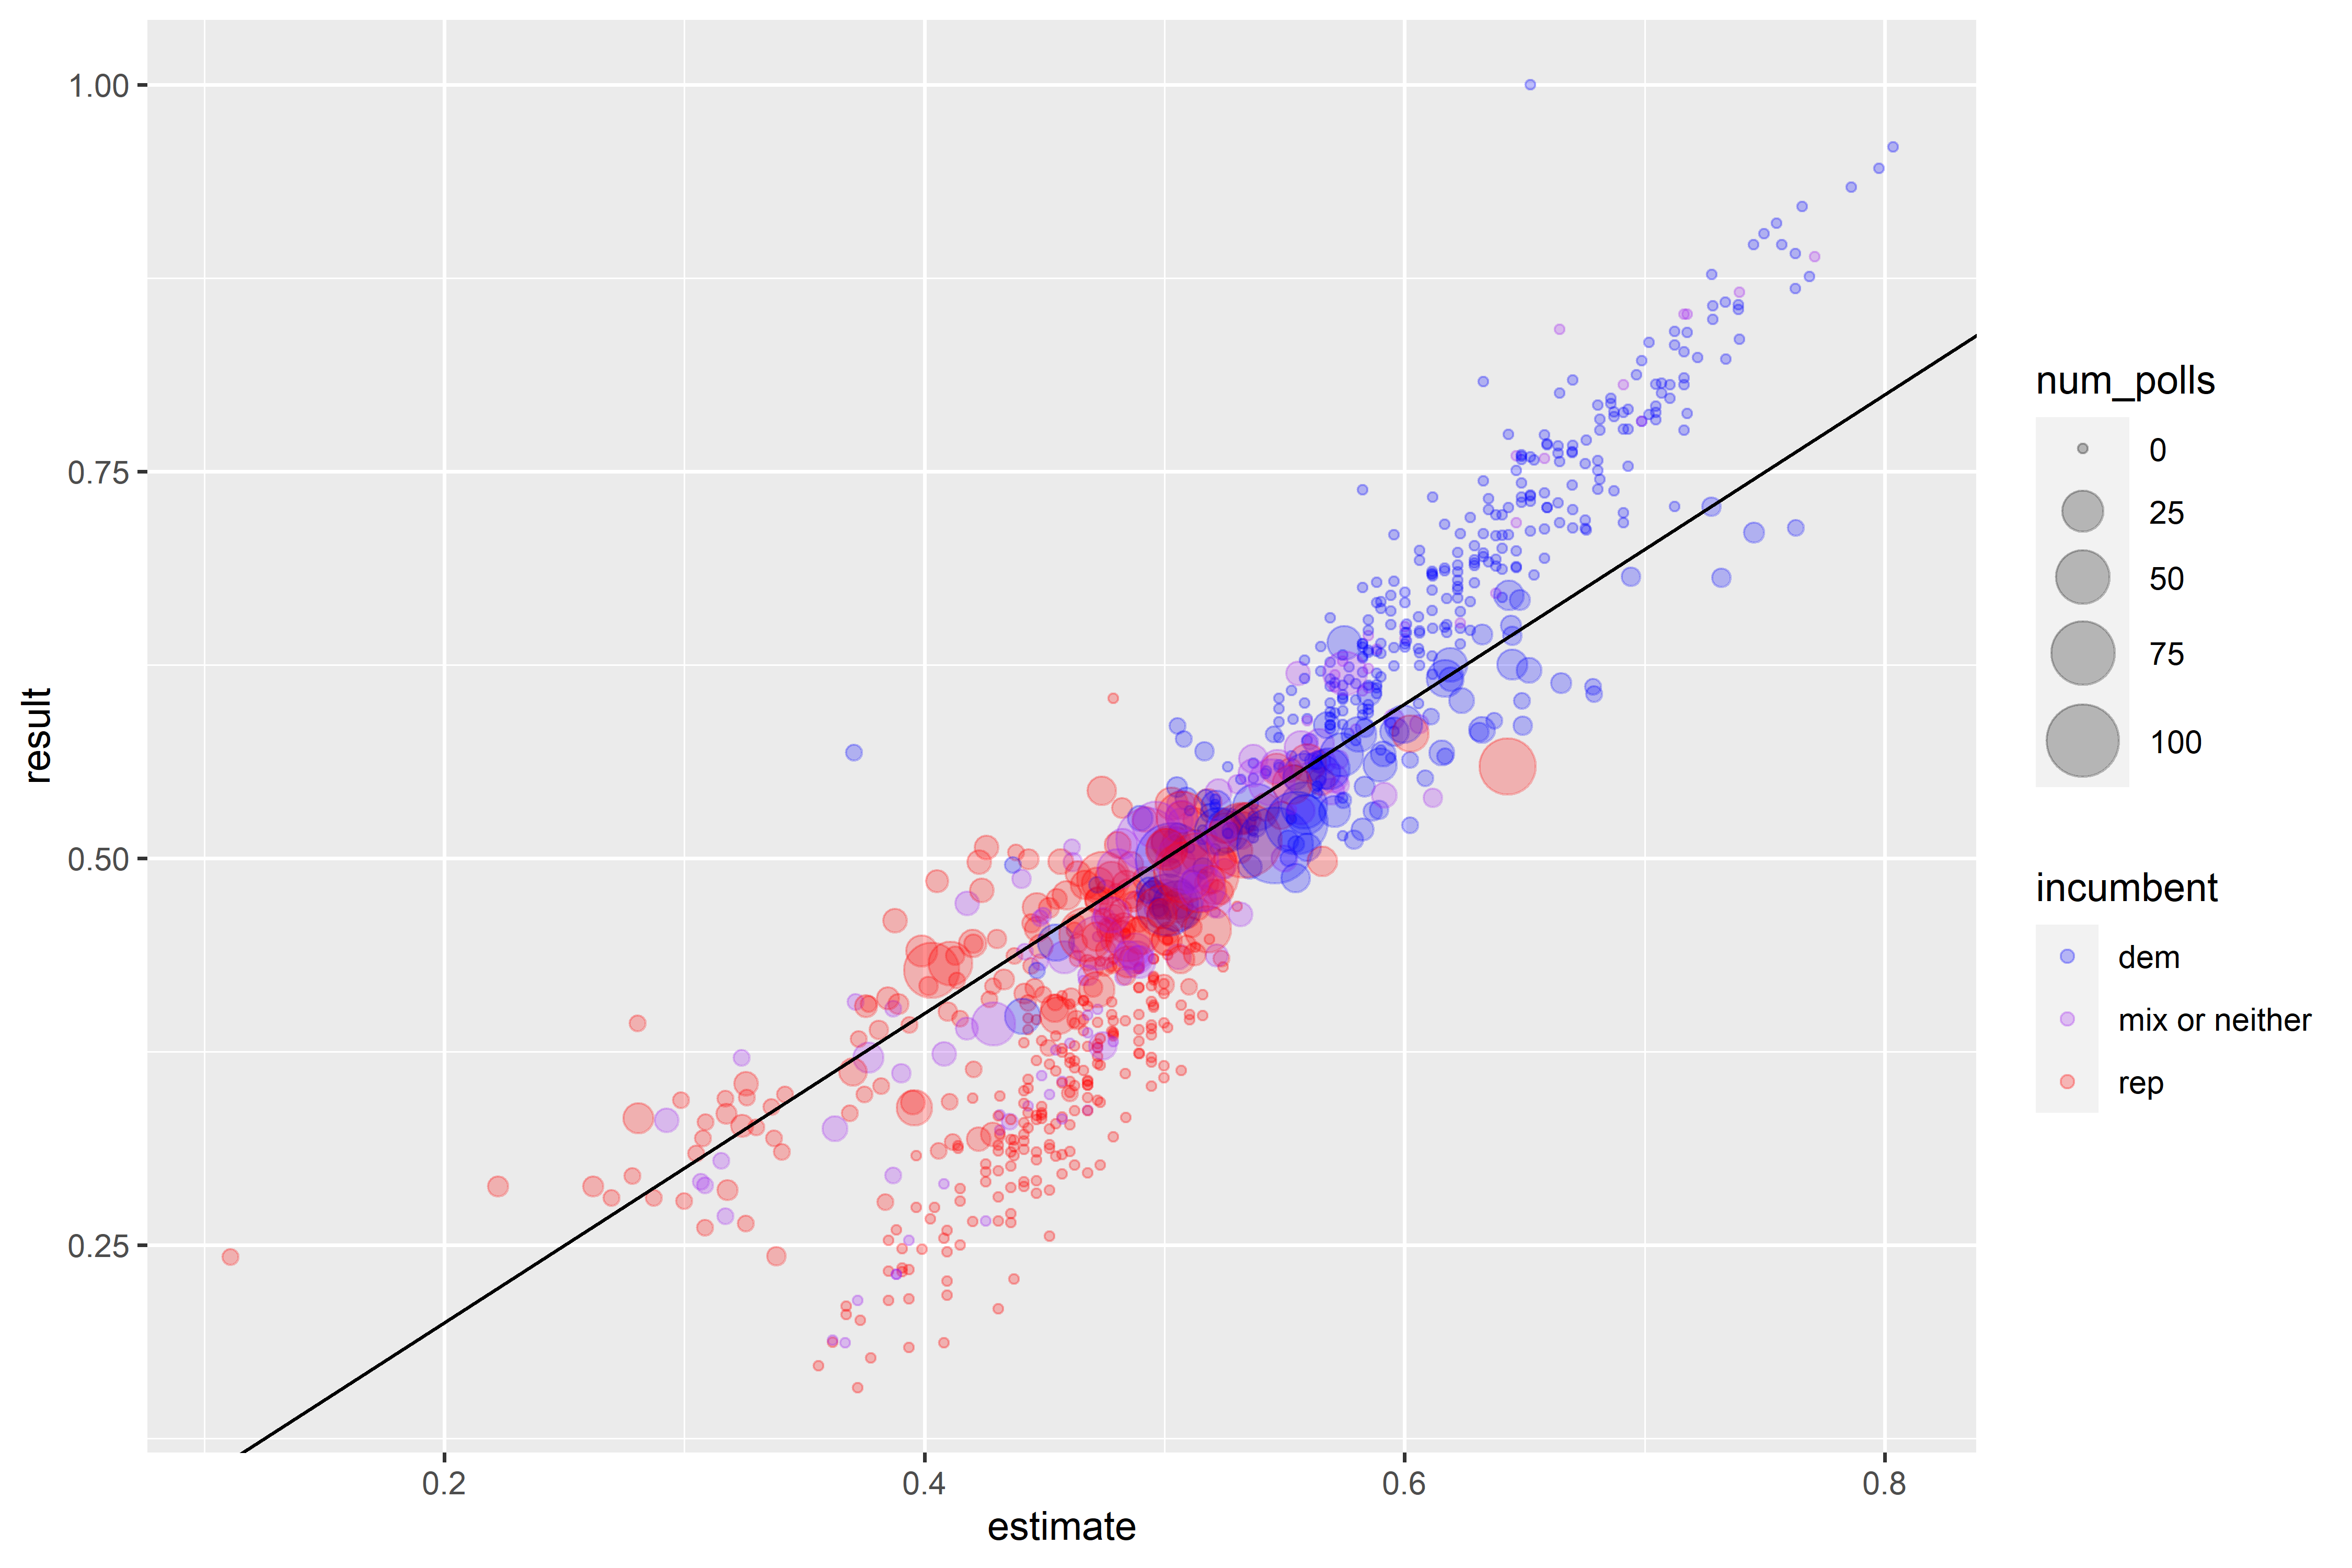 1.00
0.75
0.50
0.25
result
0.2
0.4
0.6
0.8
estimate
num_polls
0
25
50
75
100
incumbent
dem
mix or neither
rep